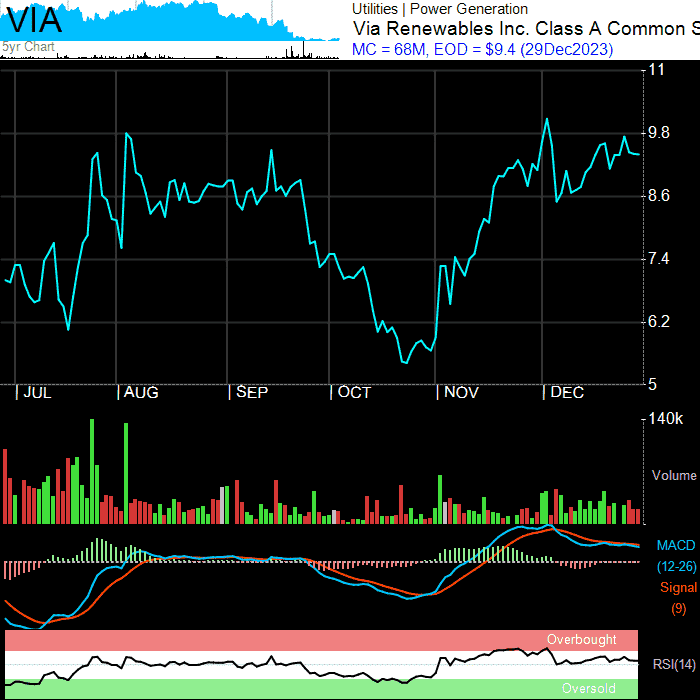 VIA
5yr Chart
Utilities | Power Generation
Via Renewables Inc. Class A Common S
MC = 68M, EOD = $9.4 (29Dec2023)
11
9.8
8.6
7.4
6.2
5
JUL AUG SEP OCT NOV DEC
140k
Volume
MACD
(12-26)
Signal
(9)
Overbought
RSI(14)
Oversold